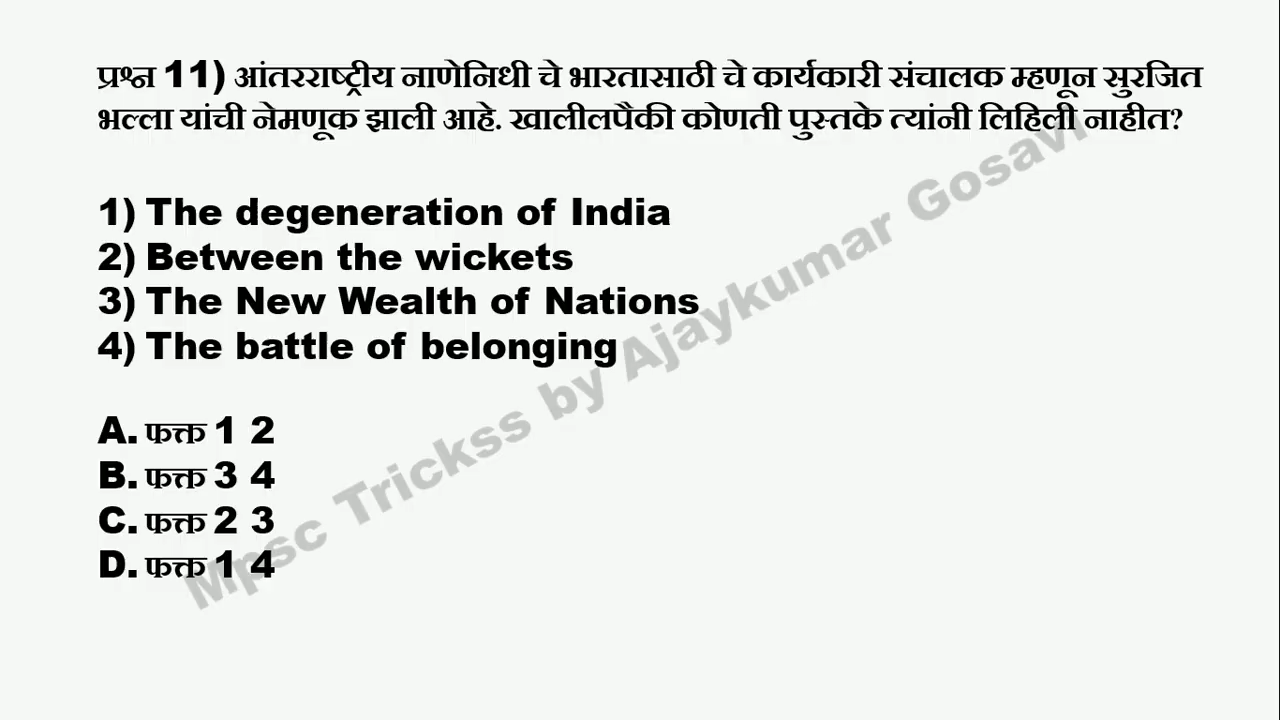 प्रश्न 11) आंतरराष्ट्रीय नाणेनिधी चे भारतासाठी चे कार्यकारी संचालक म्हणून सुरजित
भल्ला यांची नेमणूक झाली आहे. खालीलपैकी कोणती पुस्तके त्यांनी लिहिली नाहीत?
1) The degeneration of India
2) Between the wickets
3) The New Wealth of Nations
4) The battle of belonging
A. फक्त 1 2
B. फक्त 3 4
C. फक्त 2 3
D. फक्त 1 4
Mpsc Trickss by Ajaykumar Gosavi